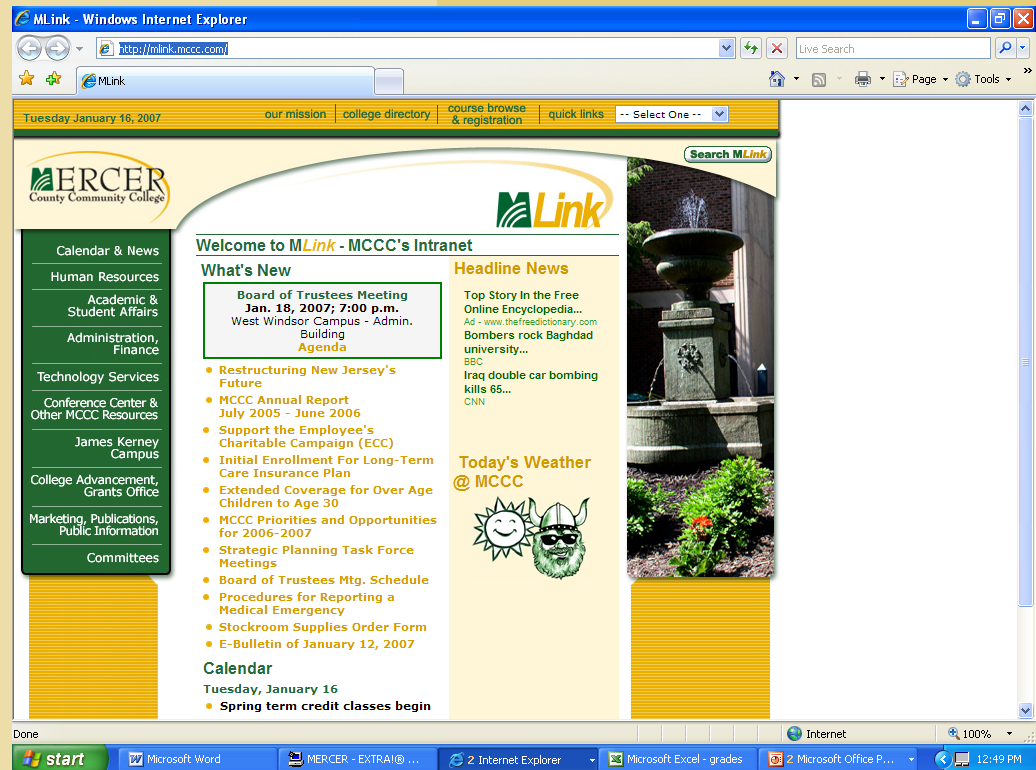 MLink - Windows Internet Explorer
http://mlink.mccc.com/
Live Search
MLink
Page
Tools
Tuesday January 16, 2007
our mission
college directory
course browse
& registration
quick links
-- Select One --
Search MLink
MERCER
County Community College
MLink
Calendar & News
Human Resources
Academic &
Student Affairs
Administration,
Finance
Technology Services
Conference Center &
Other MCCC Resources
James Kerney
Campus
College Advancement,
Grants Office
Marketing, Publications,
Public Information
Committees
Welcome to MLink - MCCC's Intranet
What's New
Board of Trustees Meeting
Jan. 18, 2007; 7:00 p.m.
West Windsor Campus - Admin.
Building
Agenda
Restructuring New Jersey's
Future
MCCC Annual Report
July 2005 - June 2006
Support the Employee's
Charitable Campaign (ECC)
Initial Enrollment For Long-Term
Care Insurance Plan
Extended Coverage for Over Age
Children to Age 30
MCCC Priorities and Opportunities
for 2006-2007
Strategic Planning Task Force
Meetings
Board of Trustees Mtg. Schedule
Procedures for Reporting a
Medical Emergency
Stockroom Supplies Order Form
E-Bulletin of January 12, 2007
Calendar
Tuesday, January 16
Spring term credit classes begin
Headline News
Top Story In the Free
Online Encyclopedia...
Ad - www.thefreedictionary.com
Bombers rock Baghdad
university...
BBC
Iraq double car bombing
kills 65...
CNN
Today's Weather
@ MCCC
Done
Internet
100%
start
Microsoft Word
MERCER - EXTRA!® ...
2 Internet Explorer
Microsoft Excel - grades
2 Microsoft Office P...
12:49 PM